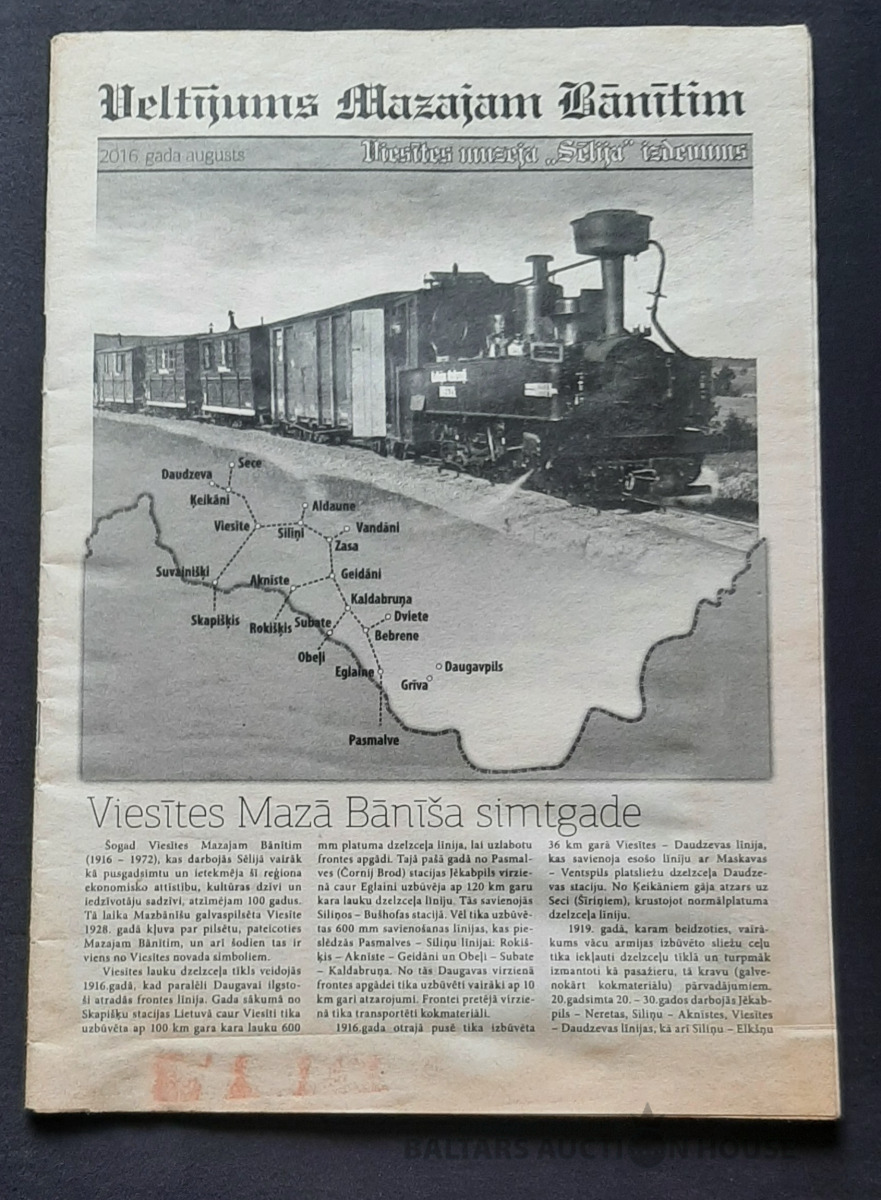 Veltījums Mazajam Bānītim
2016. gada augusts
Viesītes muzeja „Sēlija" izdevums
Sece
Daudzeva
Ķeikāni
Aldaune
Viesīte
Siliņi
Vandāni
Zasa
Suvainišķi
Akniste
Geidāni
Skapišķis
Rokišķis
Subate
Kaldabruņa
Dviete
Bebrene
Obeļi
Eglaine
Daugavpils
Grīva
Pasmalve
Viesītes Mazā Bānīša simtgade
Šogad Viesītes Mazajam Bānītim
(1916 – 1972), kas darbojās Sēlijā vairāk
kā pusgadsimtu un ietekmēja šī reģiona
ekonomisko attīstību, kultūras dzīvi un
iedzīvotāju sadzīvi, atzīmējam 100 gadus.
Tā laika Mazbānīšu galvaspilsēta Viesīte
1928. gadā kļuva par pilsētu, pateicoties
Mazajam Bānītim, un arī šodien tas ir
viens no Viesītes novada simboliem.
Viesītes lauku dzelzceļa tīkls veidojās
1916.gadā, kad paralēli Daugavai ilgsto-
ši atradās frontes līnija. Gada sākumā no
Skapišķu stacijas Lietuvā caur Viesīti tika
uzbūvēta ap 100 km gara kara lauku 600
mm platuma dzelzceļa līnija, lai uzlabotu
frontes apgādi. Tajā pašā gadā no Pasmal-
ves (Čornij Brod) stacijas Jēkabpils virzie-
nā caur Eglaini uzbūvēja ap 120 km garu
kara lauku dzelzceļa līniju. Tās savienojās
Siliņos – Bušhofas stacijā. Vēl tika uzbūvē-
tas 600 mm savienošanas līnijas, kas pie-
slēdzās Pasmalves – Siliņu līnijai: Rokiš-
ķis – Akniste – Geidāni un Obeļi – Subate
– Kaldabruņa. No tās Daugavas virzienā
frontes apgādei tika uzbūvēti vairāki ap 10
km gari atzarojumi. Frontei pretējā virzie-
nā tika transportēti kokmateriāli.
1916.gada otrajā pusē tika izbūvēta
36 km garā Viesītes – Daudzevas līnija,
kas savienoja esošo līniju ar Maskavas
– Ventspils platsliežu dzelzceļa Daudze-
vas staciju. No Ķeikāniem gāja atzars uz
Seci (Širiņiem), krustojot normālplatuma
dzelzceļa līniju.
1919. gadā, karam beidzoties, vairā-
kums vācu armijas izbūvēto sliežu ceļu
tika iekļauti dzelzceļu tīklā un turpmāk
izmantoti kā pasažieru, tā kravu (galve-
nokārt kokmateriālu) pārvadājumiem.
20.gadsimta 20. – 30.gados darbojās Jēkab-
pils – Neretas, Siliņu – Aknīstes, Viesītes
– Daudzevas līnijas, kā arī Siliņu – Elkšņu
BALTARS AUCTION HOUSE